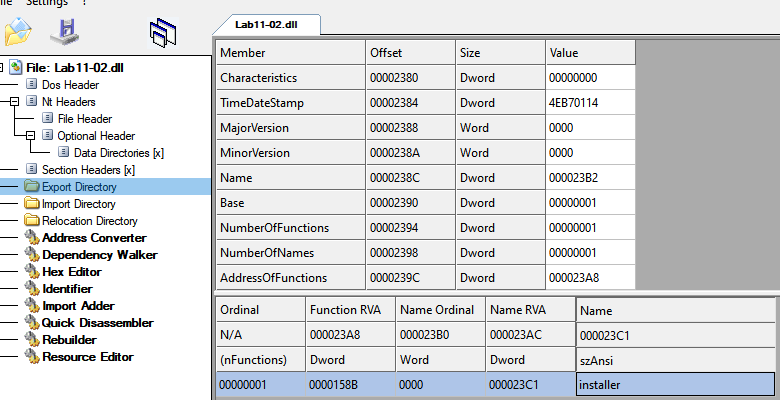 File Settings ?
Lab11-02.dll
File: Lab11-02.dll
Dos Header
Nt Headers
File Header
Optional Header
Data Directories [x]
Section Headers [x]
Export Directory
Import Directory
Relocation Directory
Address Converter
Dependency Walker
Hex Editor
Identifier
Import Adder
Quick Disassembler
Rebuilder
Resource Editor
Member Offset Size Value
Characteristics 00002380 Dword 00000000
TimeDateStamp 00002384 Dword 4EB70114
MajorVersion 00002388 Word 0000
MinorVersion 0000238A Word 0000
Name 0000238C Dword 000023B2
Base 00002390 Dword 00000001
NumberOfFunctions 00002394 Dword 00000001
NumberOfNames 00002398 Dword 00000001
AddressOfFunctions 0000239C Dword 000023A8
Ordinal Function RVA Name Ordinal Name RVA Name
N/A 000023A8 000023B0 000023AC 000023C1
(nFunctions) Dword Word Dword szAnsi
00000001 0000158B 0000 000023C1 installer